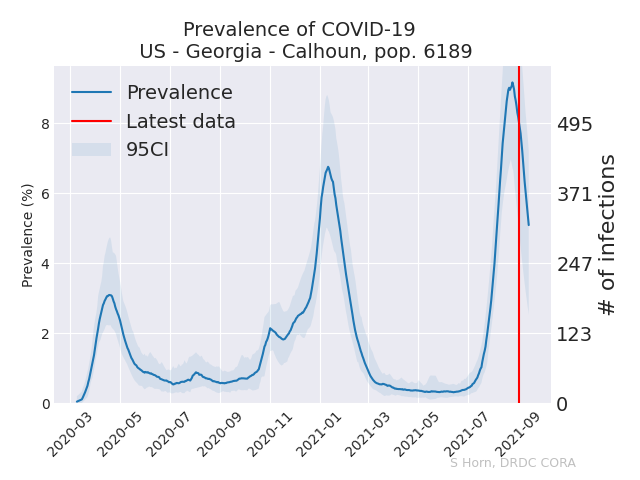 Prevalence of COVID-19
US - Georgia - Calhoun, pop. 6189
Prevalence
Latest data
95CI
Prevalence (%)
8
6
4
2
0
495
371
247
123
0
# of infections
2020-03
2020-05
2020-07
2020-09
2020-11
2021-01
2021-03
2021-05
2021-07
2021-09
S Horn, DRDC CORA